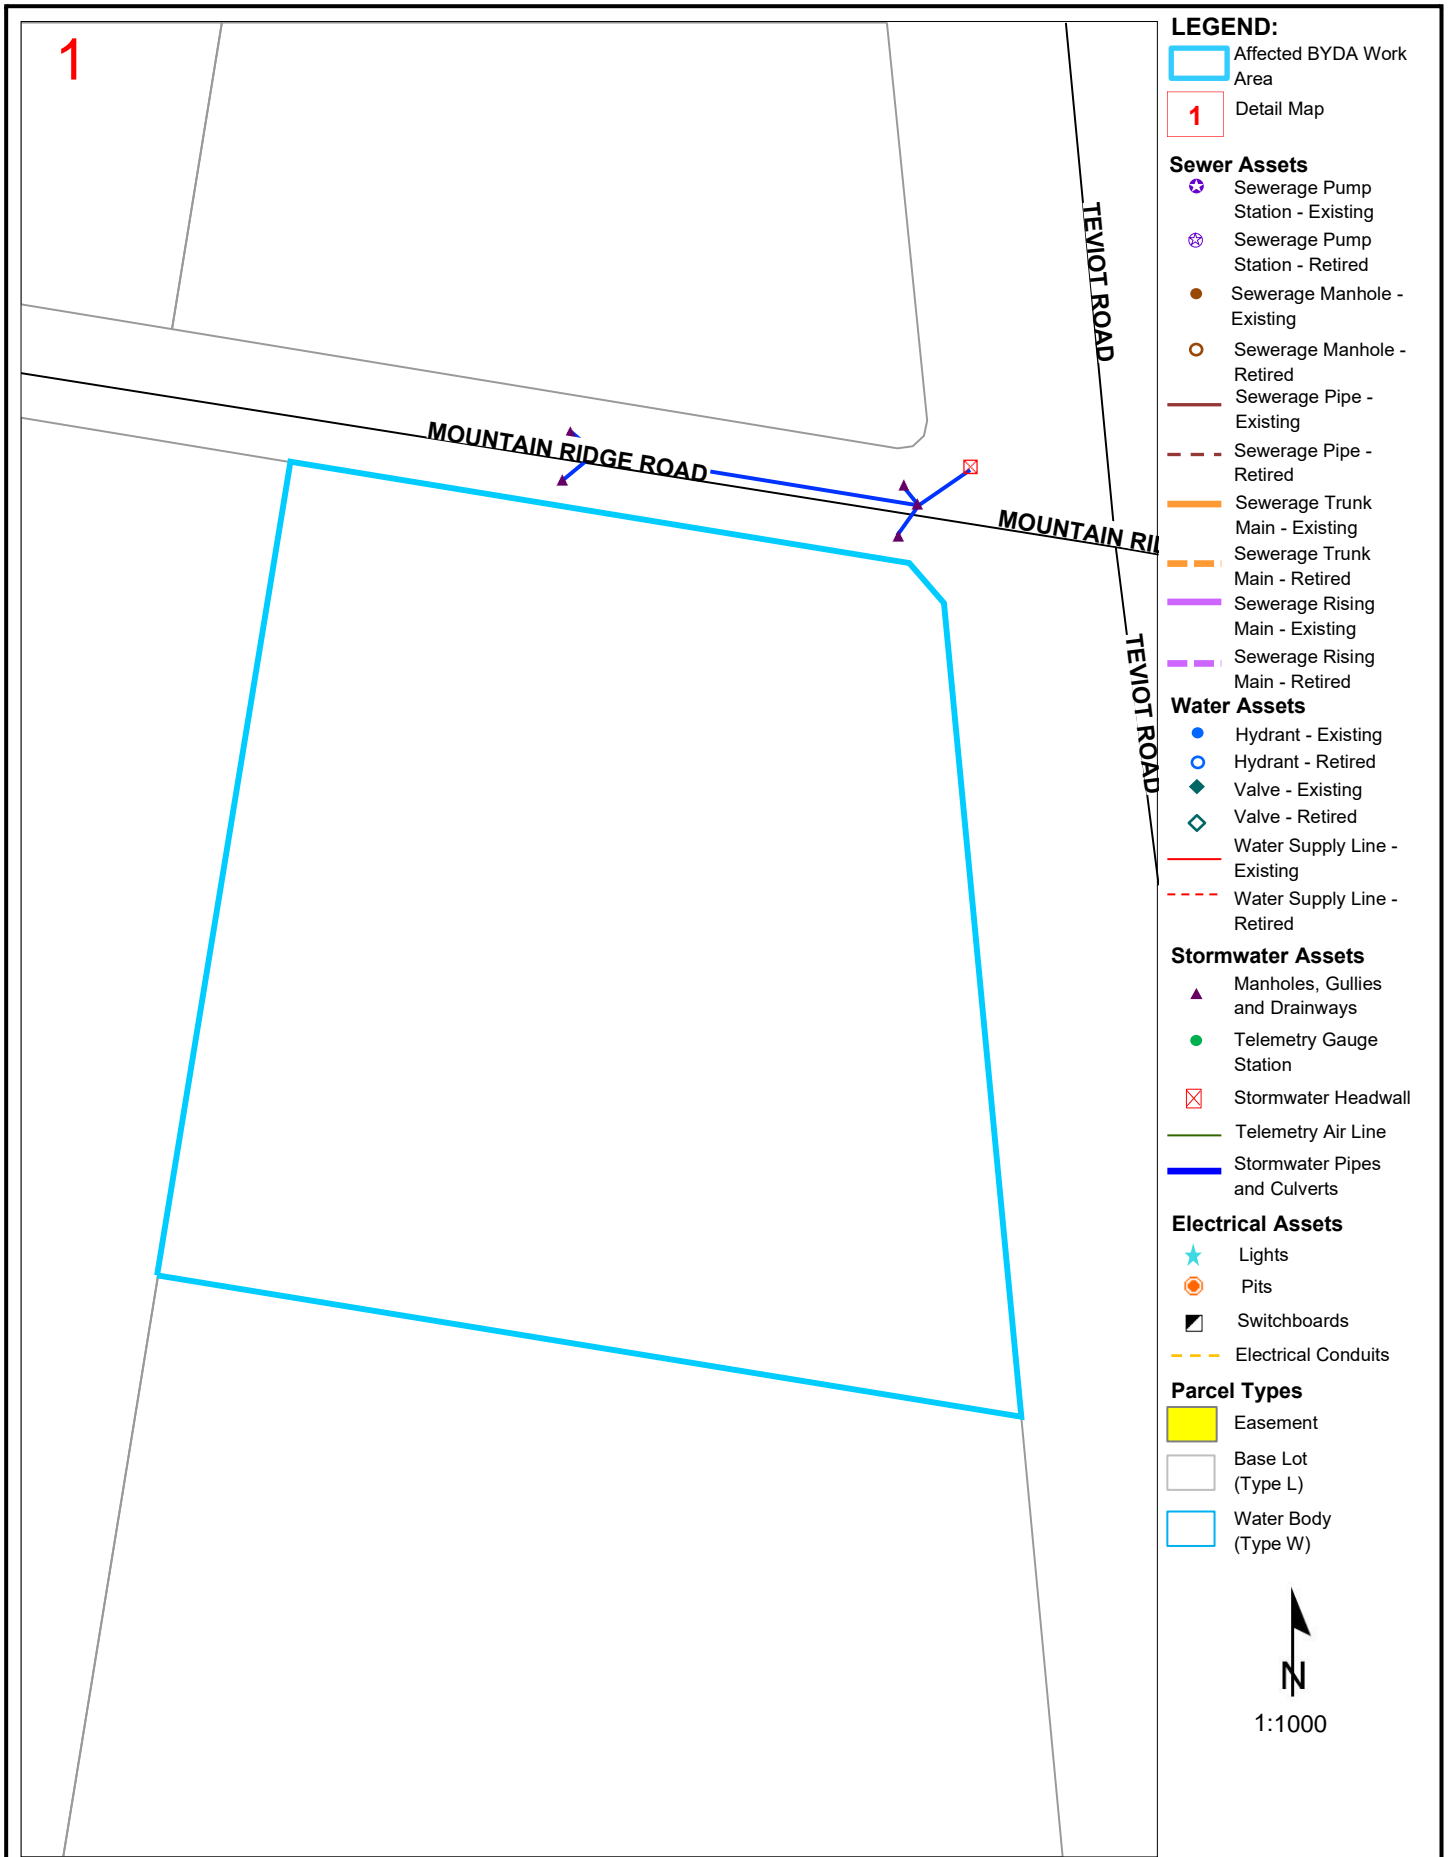 1
TEVIOT ROAD
MOUNTAIN RIDGE ROAD
MOUNTAIN RI
TEVIOT ROAD
LEGEND:
Affected BYDA Work
Area
1
Detail Map
Sewer Assets
Sewerage Pump
Station - Existing
Sewerage Pump
Station - Retired
Sewerage Manhole -
Existing
Sewerage Manhole -
Retired
Sewerage Pipe -
Existing
Sewerage Pipe -
Retired
Sewerage Trunk
Main - Existing
Sewerage Trunk
Main - Retired
Sewerage Rising
Main - Existing
Sewerage Rising
Main - Retired
Water Assets
Hydrant - Existing
Hydrant - Retired
Valve - Existing
Valve - Retired
Water Supply Line -
Existing
Water Supply Line -
Retired
Stormwater Assets
Manholes, Gullies
and Drainways
Telemetry Gauge
Station
Stormwater Headwall
Telemetry Air Line
Stormwater Pipes
and Culverts
Electrical Assets
Lights
Pits
Switchboards
Electrical Conduits
Parcel Types
Easement
Base Lot
(Type L)
Water Body
(Type W)
N
1:1000